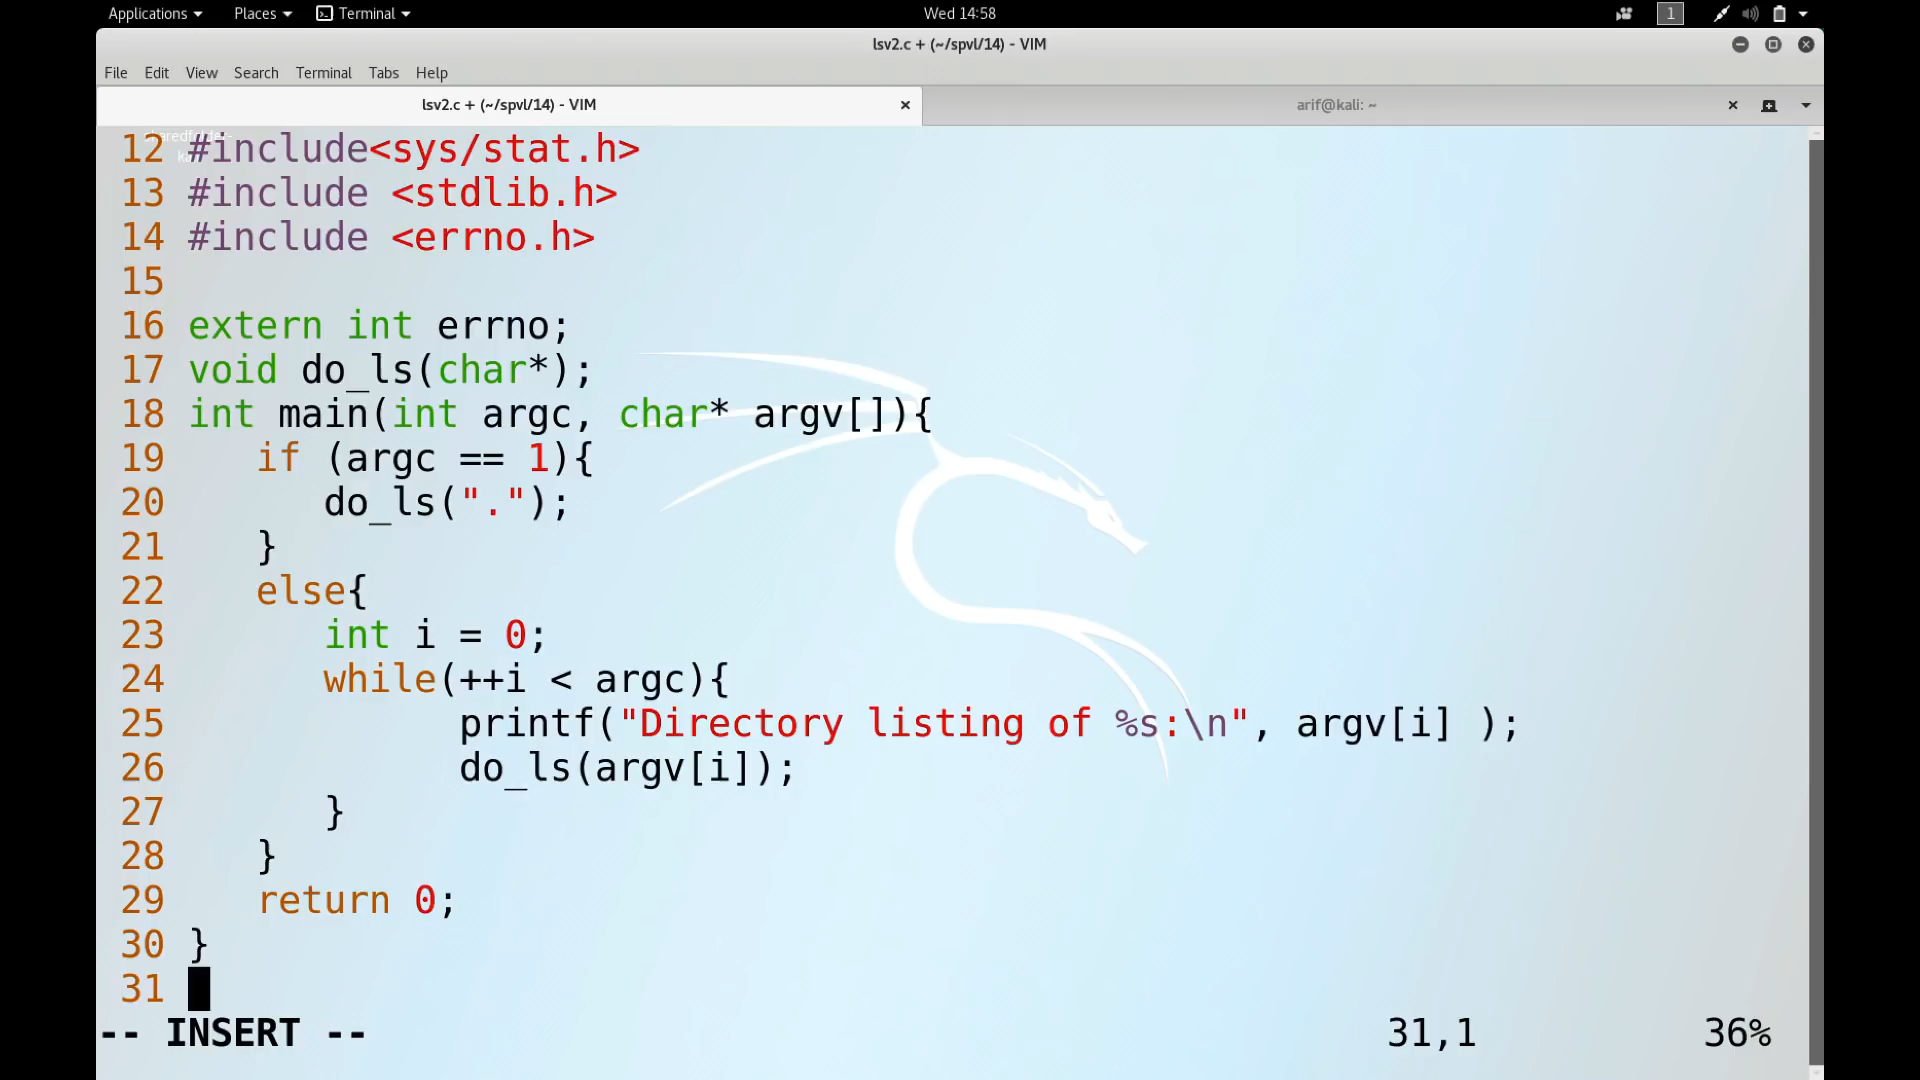 Applications Places Terminal Wed 14:58 1
lsv2.c + (~/spvl/14) - VIM
File Edit View Search Terminal Tabs Help
lsv2.c + (~/spvl/14) - VIM arif@kali: ~
12 #include<sys/stat.h>
13 #include <stdlib.h>
14 #include <errno.h>
15
16 extern int errno;
17 void do_ls(char*);
18 int main(int argc, char* argv[]){
19    if (argc == 1){
20       do_ls(".");
21    }
22    else{
23       int i = 0;
24       while(++i < argc){
25             printf("Directory listing of %s:\n", argv[i] );
26             do_ls(argv[i]);
27       }
28    }
29    return 0;
30 }
31
-- INSERT -- 31,1 36%